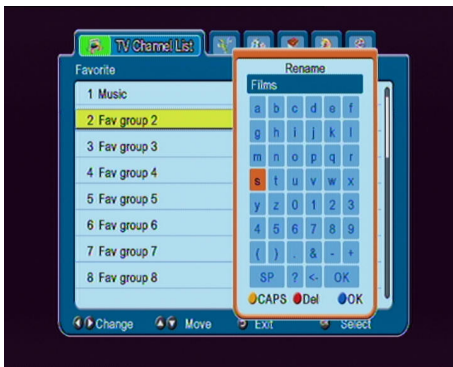 TV Channel List
Favorite
1 Music
2 Fav group 2
3 Fav group 3
4 Fav group 4
5 Fav group 5
6 Fav group 6
7 Fav group 7
8 Fav group 8
Rename
Films
a b c d e f
g h i j k l
m n o p q r
s t u v w x
y z 0 1 2 3
4 5 6 7 8 9
( ) . & - +
SP ? <- OK
CAPS Del OK
Change Move Exit Select